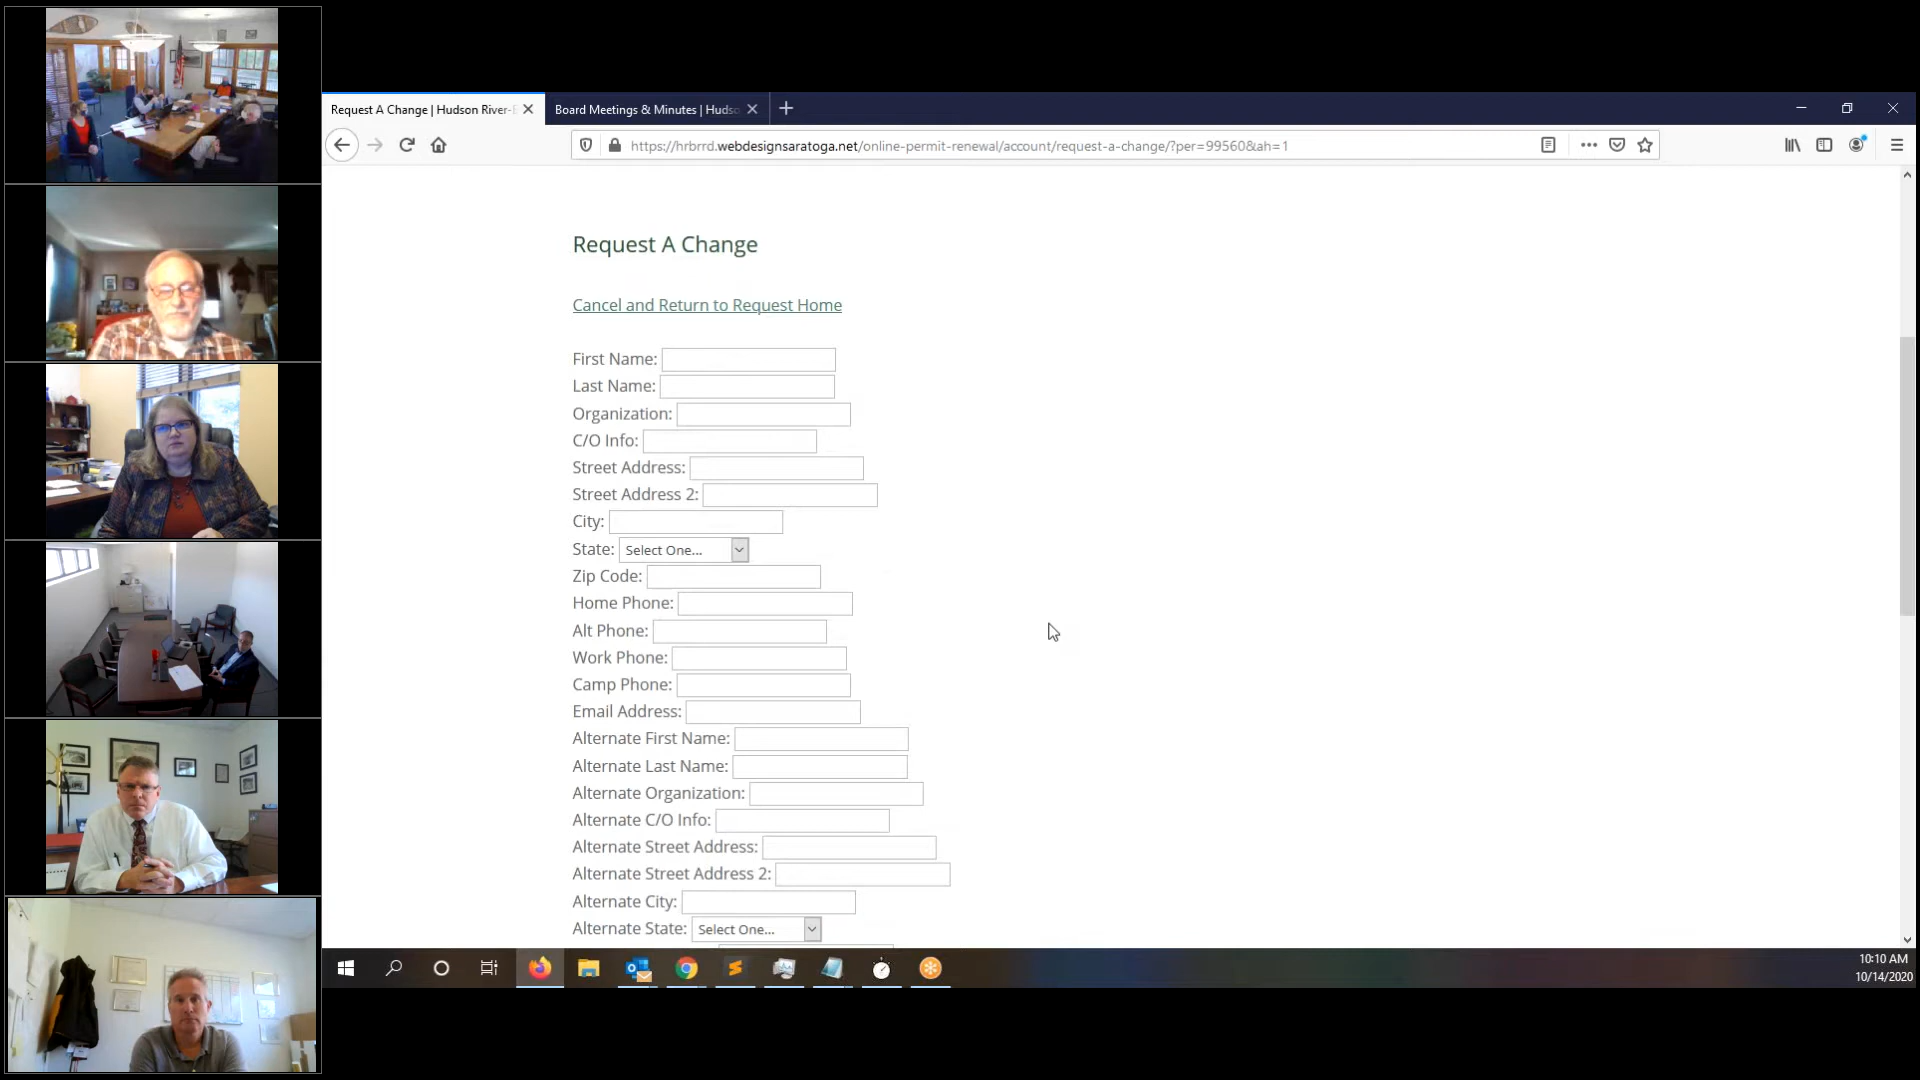 Request A Change | Hudson River-
Board Meetings & Minutes | Huds
https://hrbrrd.webdesignsaratoga.net/online-permit-renewal/account/request-a-change/?per=99560&ah=1
Request A Change
Cancel and Return to Request Home
First Name:
Last Name:
Organization:
C/O Info:
Street Address:
Street Address 2:
City:
State: Select One...
Zip Code:
Home Phone:
Alt Phone:
Work Phone:
Camp Phone:
Email Address:
Alternate First Name:
Alternate Last Name:
Alternate Organization:
Alternate C/O Info:
Alternate Street Address:
Alternate Street Address 2:
Alternate City:
Alternate State: Select One...
10:10 AM
10/14/2020